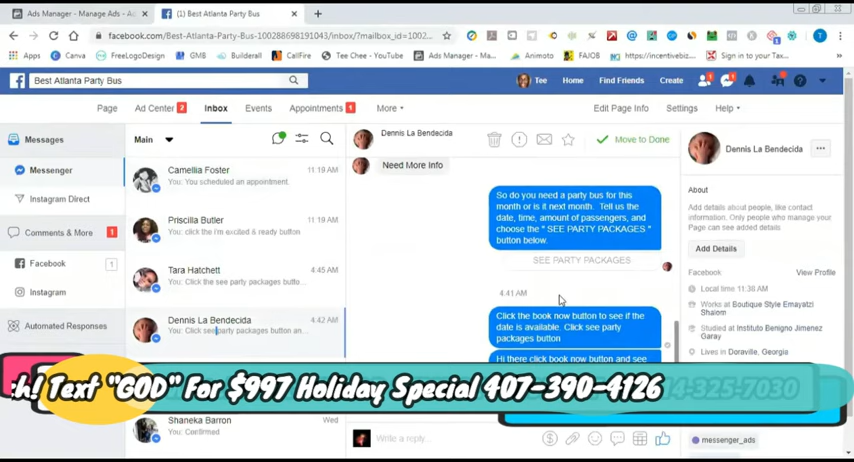 Ads Manager - Manage Ads - Ad
(1) Best Atlanta Party Bus
facebook.com/Best-Atlanta-Party-Bus-100288698191043/inbox/?mailbox_id=1002...
Apps
Canva
FreeLogoDesign
GMB
Builderall
CallFire
Tee Chee - YouTube
Ads Manager - Ma...
Animoto
FAJOB
https://incentivebiz...
Sign in to your Tax...
Best Atlanta Party Bus
Tee
Home
Find Friends
Create
Page
Ad Center 2
Inbox
Events
Appointments 1
More
Edit Page Info
Settings
Help
Messages
Messenger
Instagram Direct
Comments & More 1
Facebook 1
Instagram
Automated Responses
Main
Camellia Foster 11:19 AM
You: You scheduled an appointment.
Priscilla Butler 11:19 AM
You: click the i'm excited & ready button
Tara Hatchett 4:45 AM
You: Click the see party packages butto...
Dennis La Bendecida 4:42 AM
You: Click see party packages button an...
Shaneka Barron Wed
You: Confirmed
Dennis La Bendecida
Move to Done
Need More Info
So do you need a party bus for this
month or is it next month. Tell us the
date, time, amount of passengers, and
choose the " SEE PARTY PACKAGES "
button below.
SEE PARTY PACKAGES
4:41 AM
Click the book now button to see if the
date is available. Click see party
packages button
Hi there click book now button and see
Write a reply...
Dennis La Bendecida
About
Add details about people, like contact
information. Only people who manage your
Page can see added details
Add Details
Facebook
View Profile
Local time 11:38 AM
Works at Boutique Style Emayatzi
Shalom
Studied at Instituto Benigno Jimenez
Garay
Lives in Doraville, Georgia
messenger_ads
ch! Text "GOD" For $997 Holiday Special 407-390-4126
4-325-7030